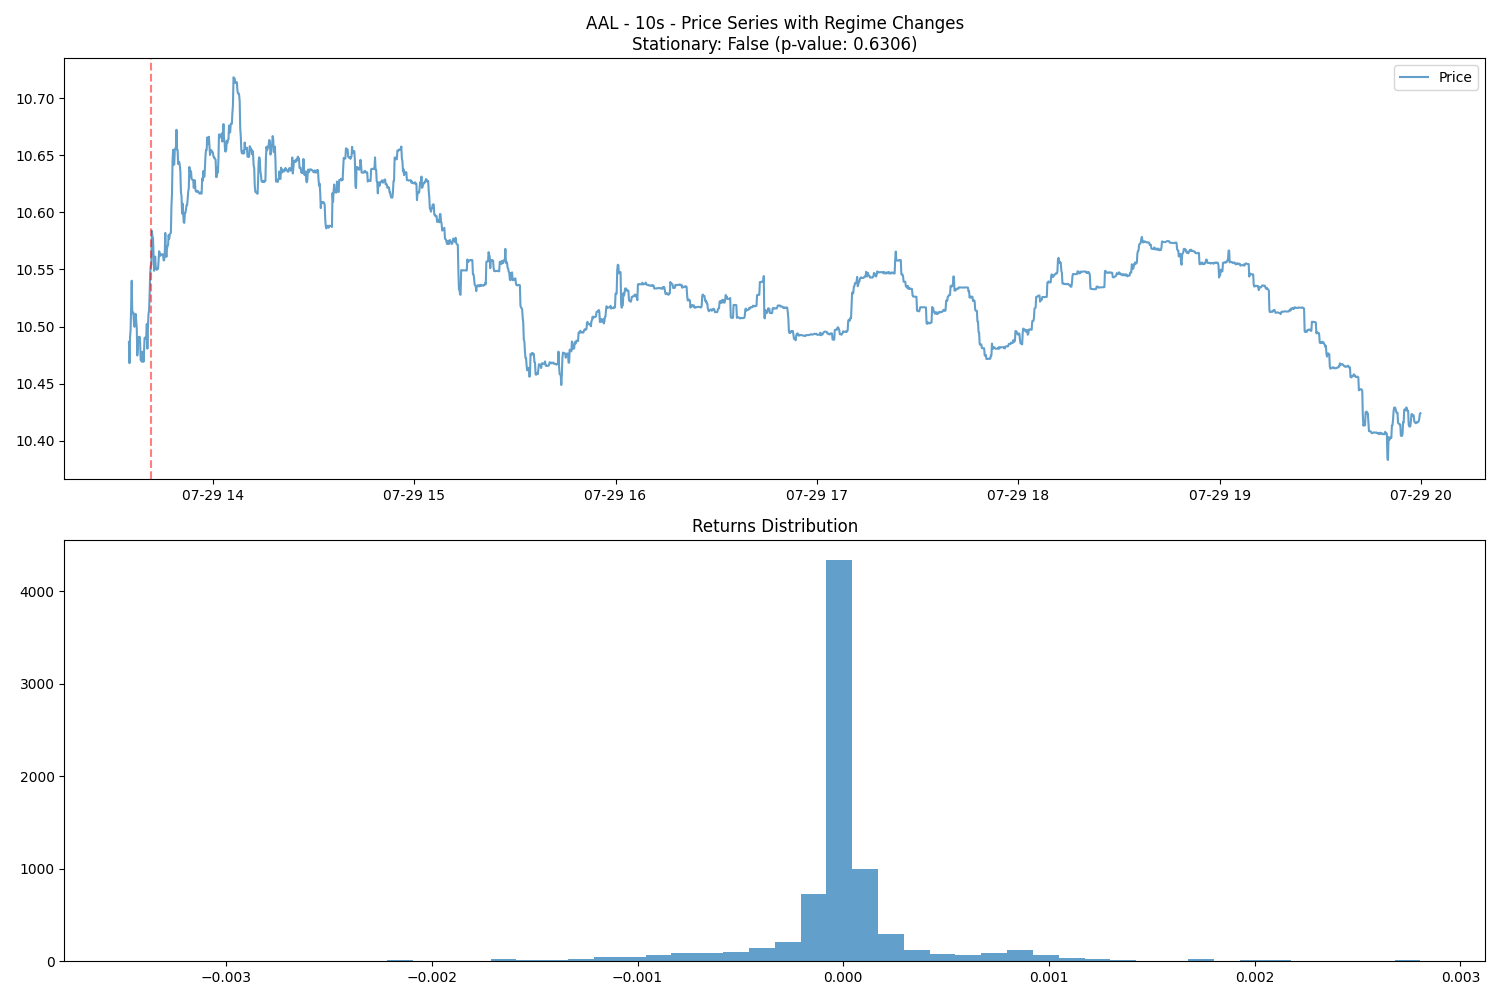 AAL - 10s - Price Series with Regime Changes
Stationary: False (p-value: 0.6306)
Price
10.70
10.65
10.60
10.55
10.50
10.45
10.40
07-29 14 07-29 15 07-29 16 07-29 17 07-29 18 07-29 19 07-29 20
Returns Distribution
4000
3000
2000
1000
0
−0.003 −0.002 −0.001 0.000 0.001 0.002 0.003